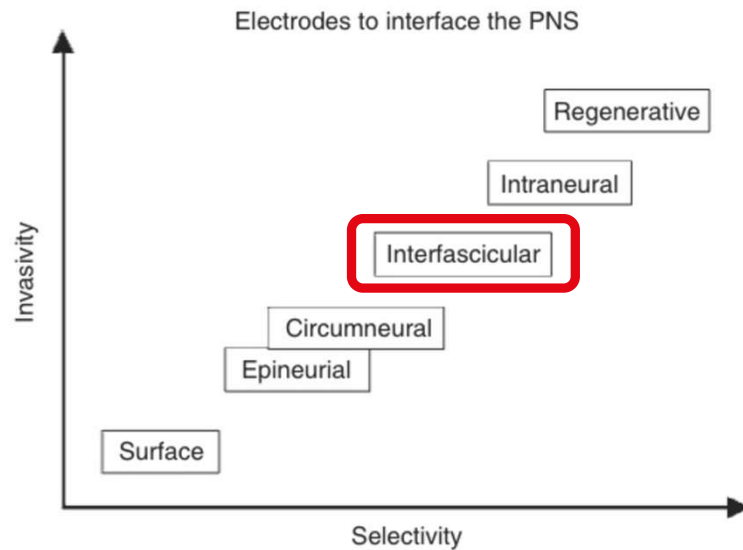 Electrodes to interface the PNS
Regenerative
Intraneural
Interfascicular
Circumneural
Epineurial
Surface
Invasivity
Selectivity